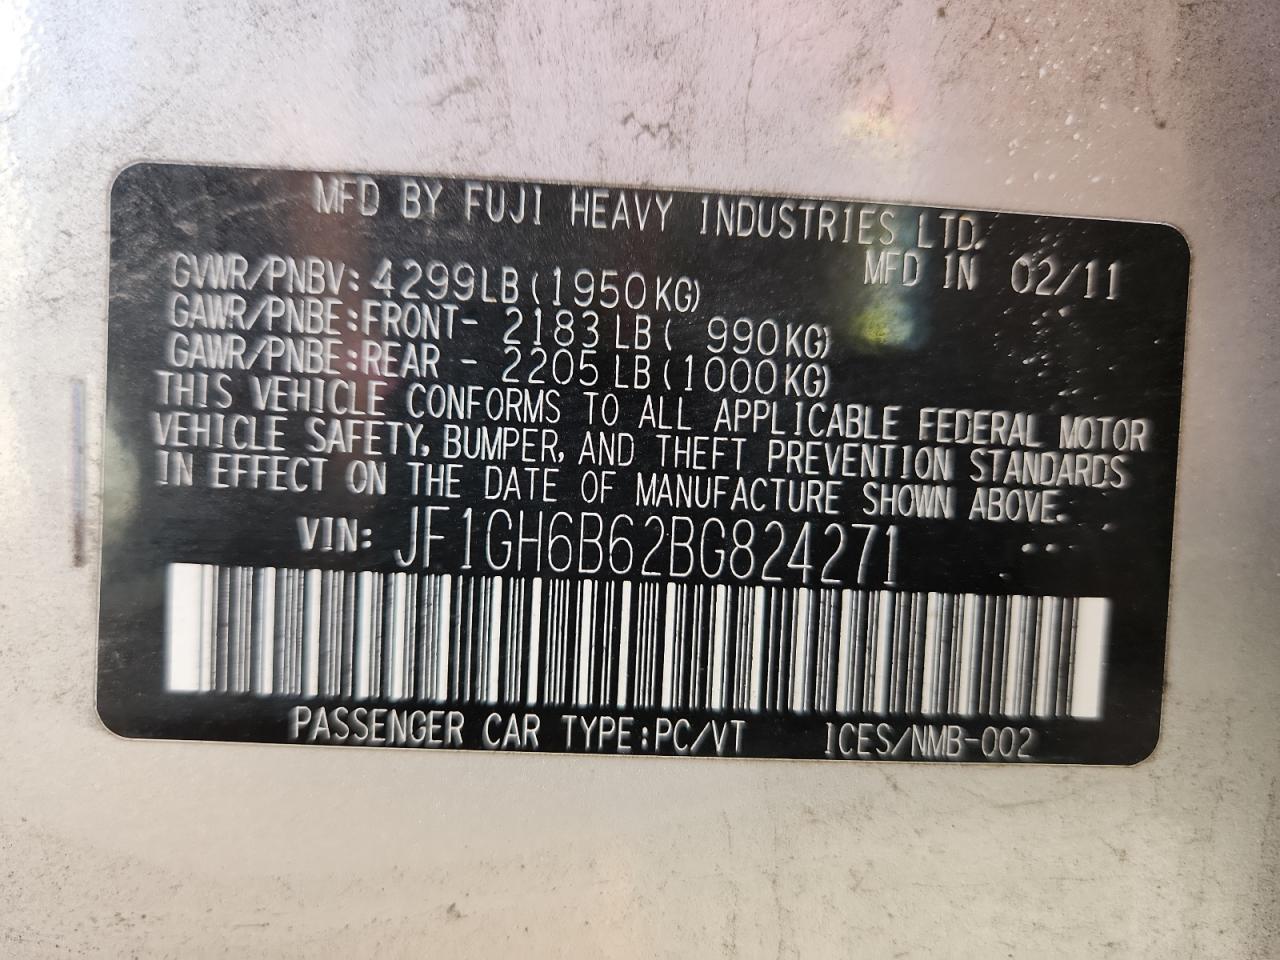 MFD BY FUJI HEAVY INDUSTRIES LTD.
MFD IN 02/11
GVWR/PNBV: 4299LB (1950KG)
GAWR/PNBE:FRONT- 2183 LB ( 990KG)
GAWR/PNBE:REAR - 2205 LB (1000KG)
THIS VEHICLE CONFORMS TO ALL APPLICABLE FEDERAL MOTOR
VEHICLE SAFETY, BUMPER, AND THEFT PREVENTION STANDARDS
IN EFFECT ON THE DATE OF MANUFACTURE SHOWN ABOVE.
VIN: JF1GH6B62BG824271
PASSENGER CAR TYPE:PC/VT ICES/NMB-002